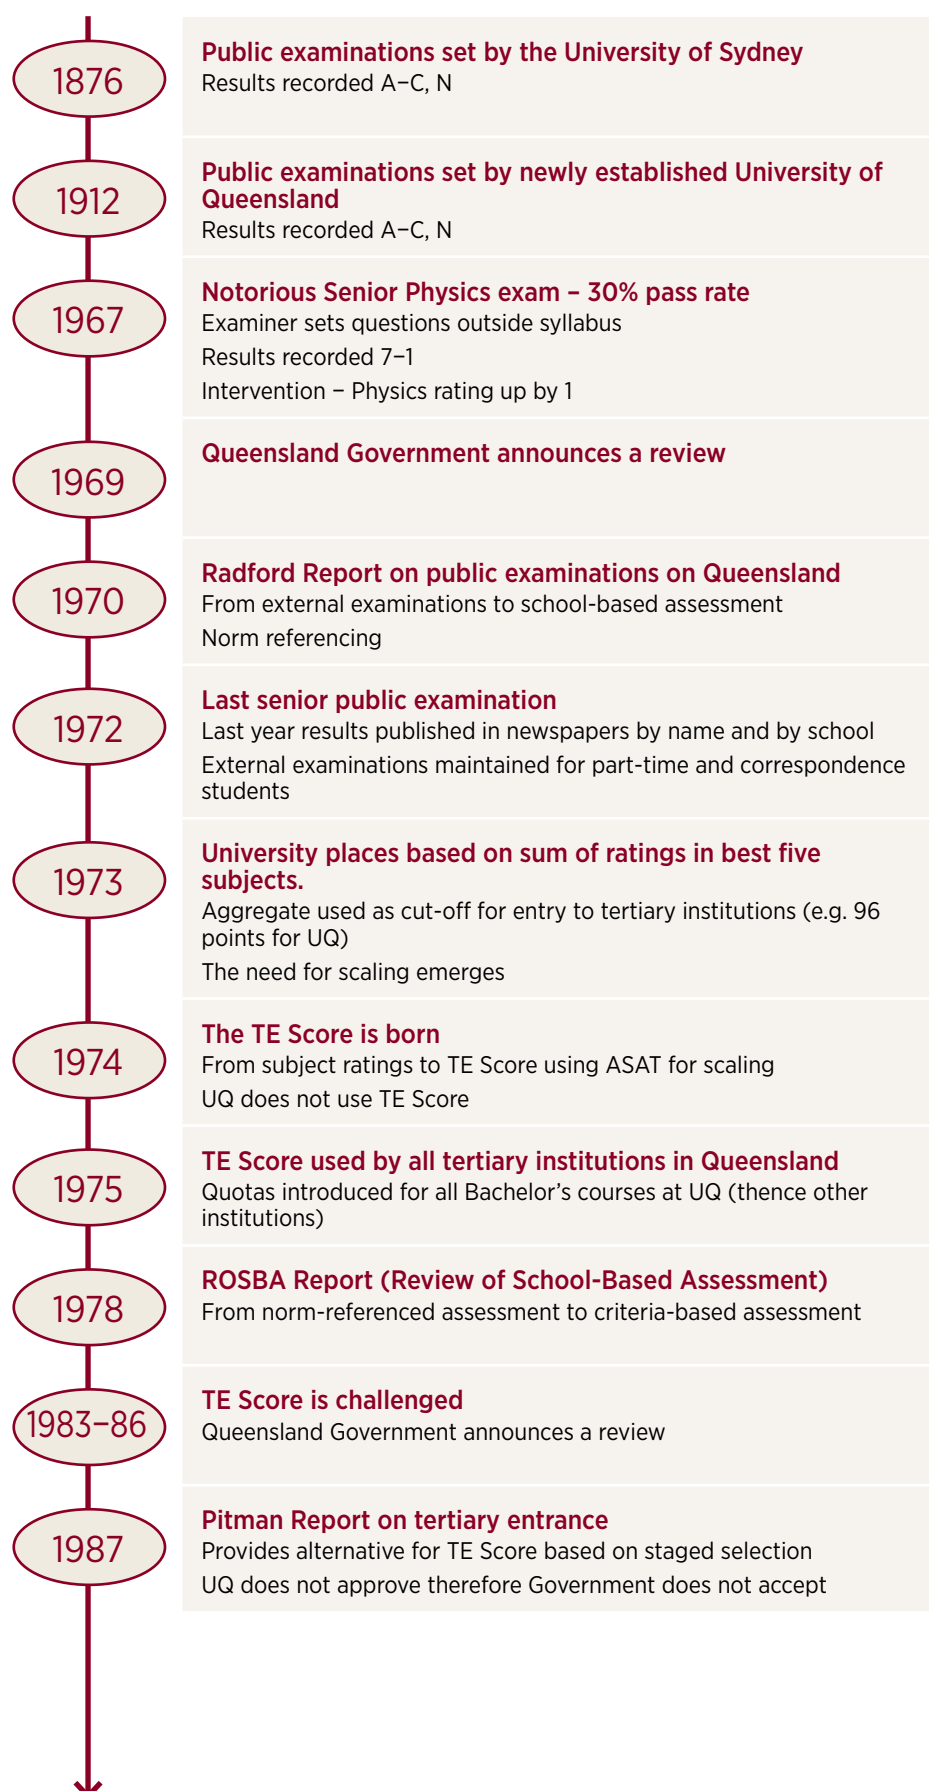 1876
Public examinations set by the University of Sydney
Results recorded A–C, N
1912
Public examinations set by newly established University of
Queensland
Results recorded A–C, N
1967
Notorious Senior Physics exam – 30% pass rate
Examiner sets questions outside syllabus
Results recorded 7–1
Intervention – Physics rating up by 1
1969
Queensland Government announces a review
1970
Radford Report on public examinations on Queensland
From external examinations to school-based assessment
Norm referencing
1972
Last senior public examination
Last year results published in newspapers by name and by school
External examinations maintained for part-time and correspondence
students
1973
University places based on sum of ratings in best five
subjects.
Aggregate used as cut-off for entry to tertiary institutions (e.g. 96
points for UQ)
The need for scaling emerges
1974
The TE Score is born
From subject ratings to TE Score using ASAT for scaling
UQ does not use TE Score
1975
TE Score used by all tertiary institutions in Queensland
Quotas introduced for all Bachelor’s courses at UQ (thence other
institutions)
1978
ROSBA Report (Review of School-Based Assessment)
From norm-referenced assessment to criteria-based assessment
1983–86
TE Score is challenged
Queensland Government announces a review
1987
Pitman Report on tertiary entrance
Provides alternative for TE Score based on staged selection
UQ does not approve therefore Government does not accept